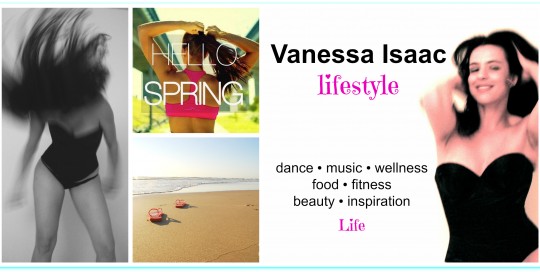 HELLO
SPRING
Vanessa Isaac
lifestyle
dance • music • wellness
food • fitness
beauty • inspiration
Life